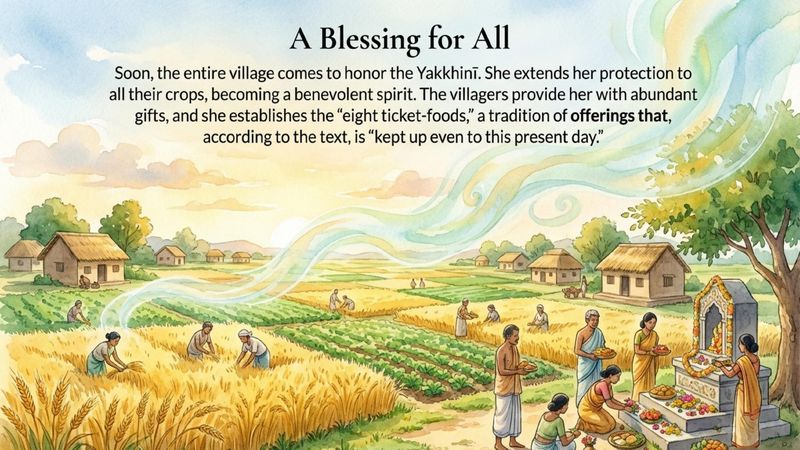 A Blessing for All
Soon, the entire village comes to honor the Yakkhinī. She extends her protection to
all their crops, becoming a benevolent spirit. The villagers provide her with abundant
gifts, and she establishes the “eight ticket-foods,” a tradition of offerings that,
according to the text, is “kept up even to this present day.”